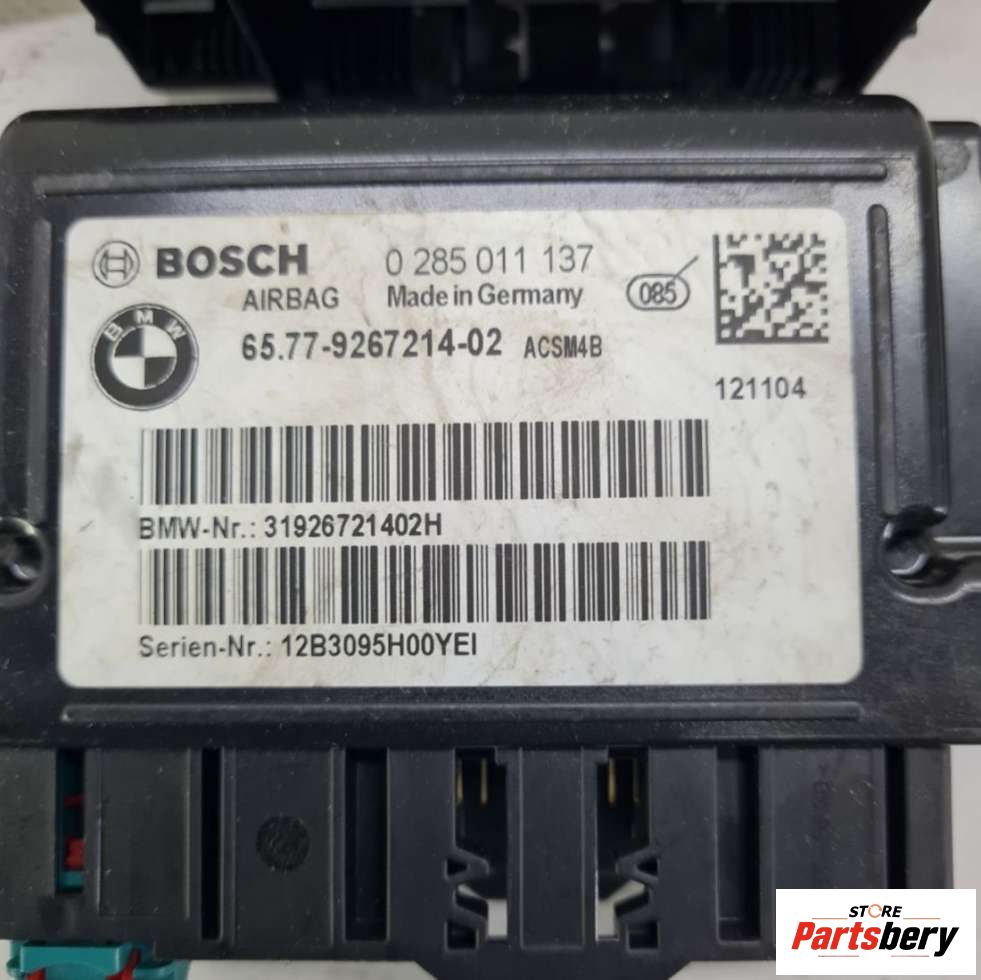 BOSCH 0 285 011 137
AIRBAG Made in Germany 085
BMW
65.77-9267214-02 ACSM4B
121104
BMW-Nr.: 31926721402H
Serien-Nr.: 12B3095H00YEI
STORE
Partsbery